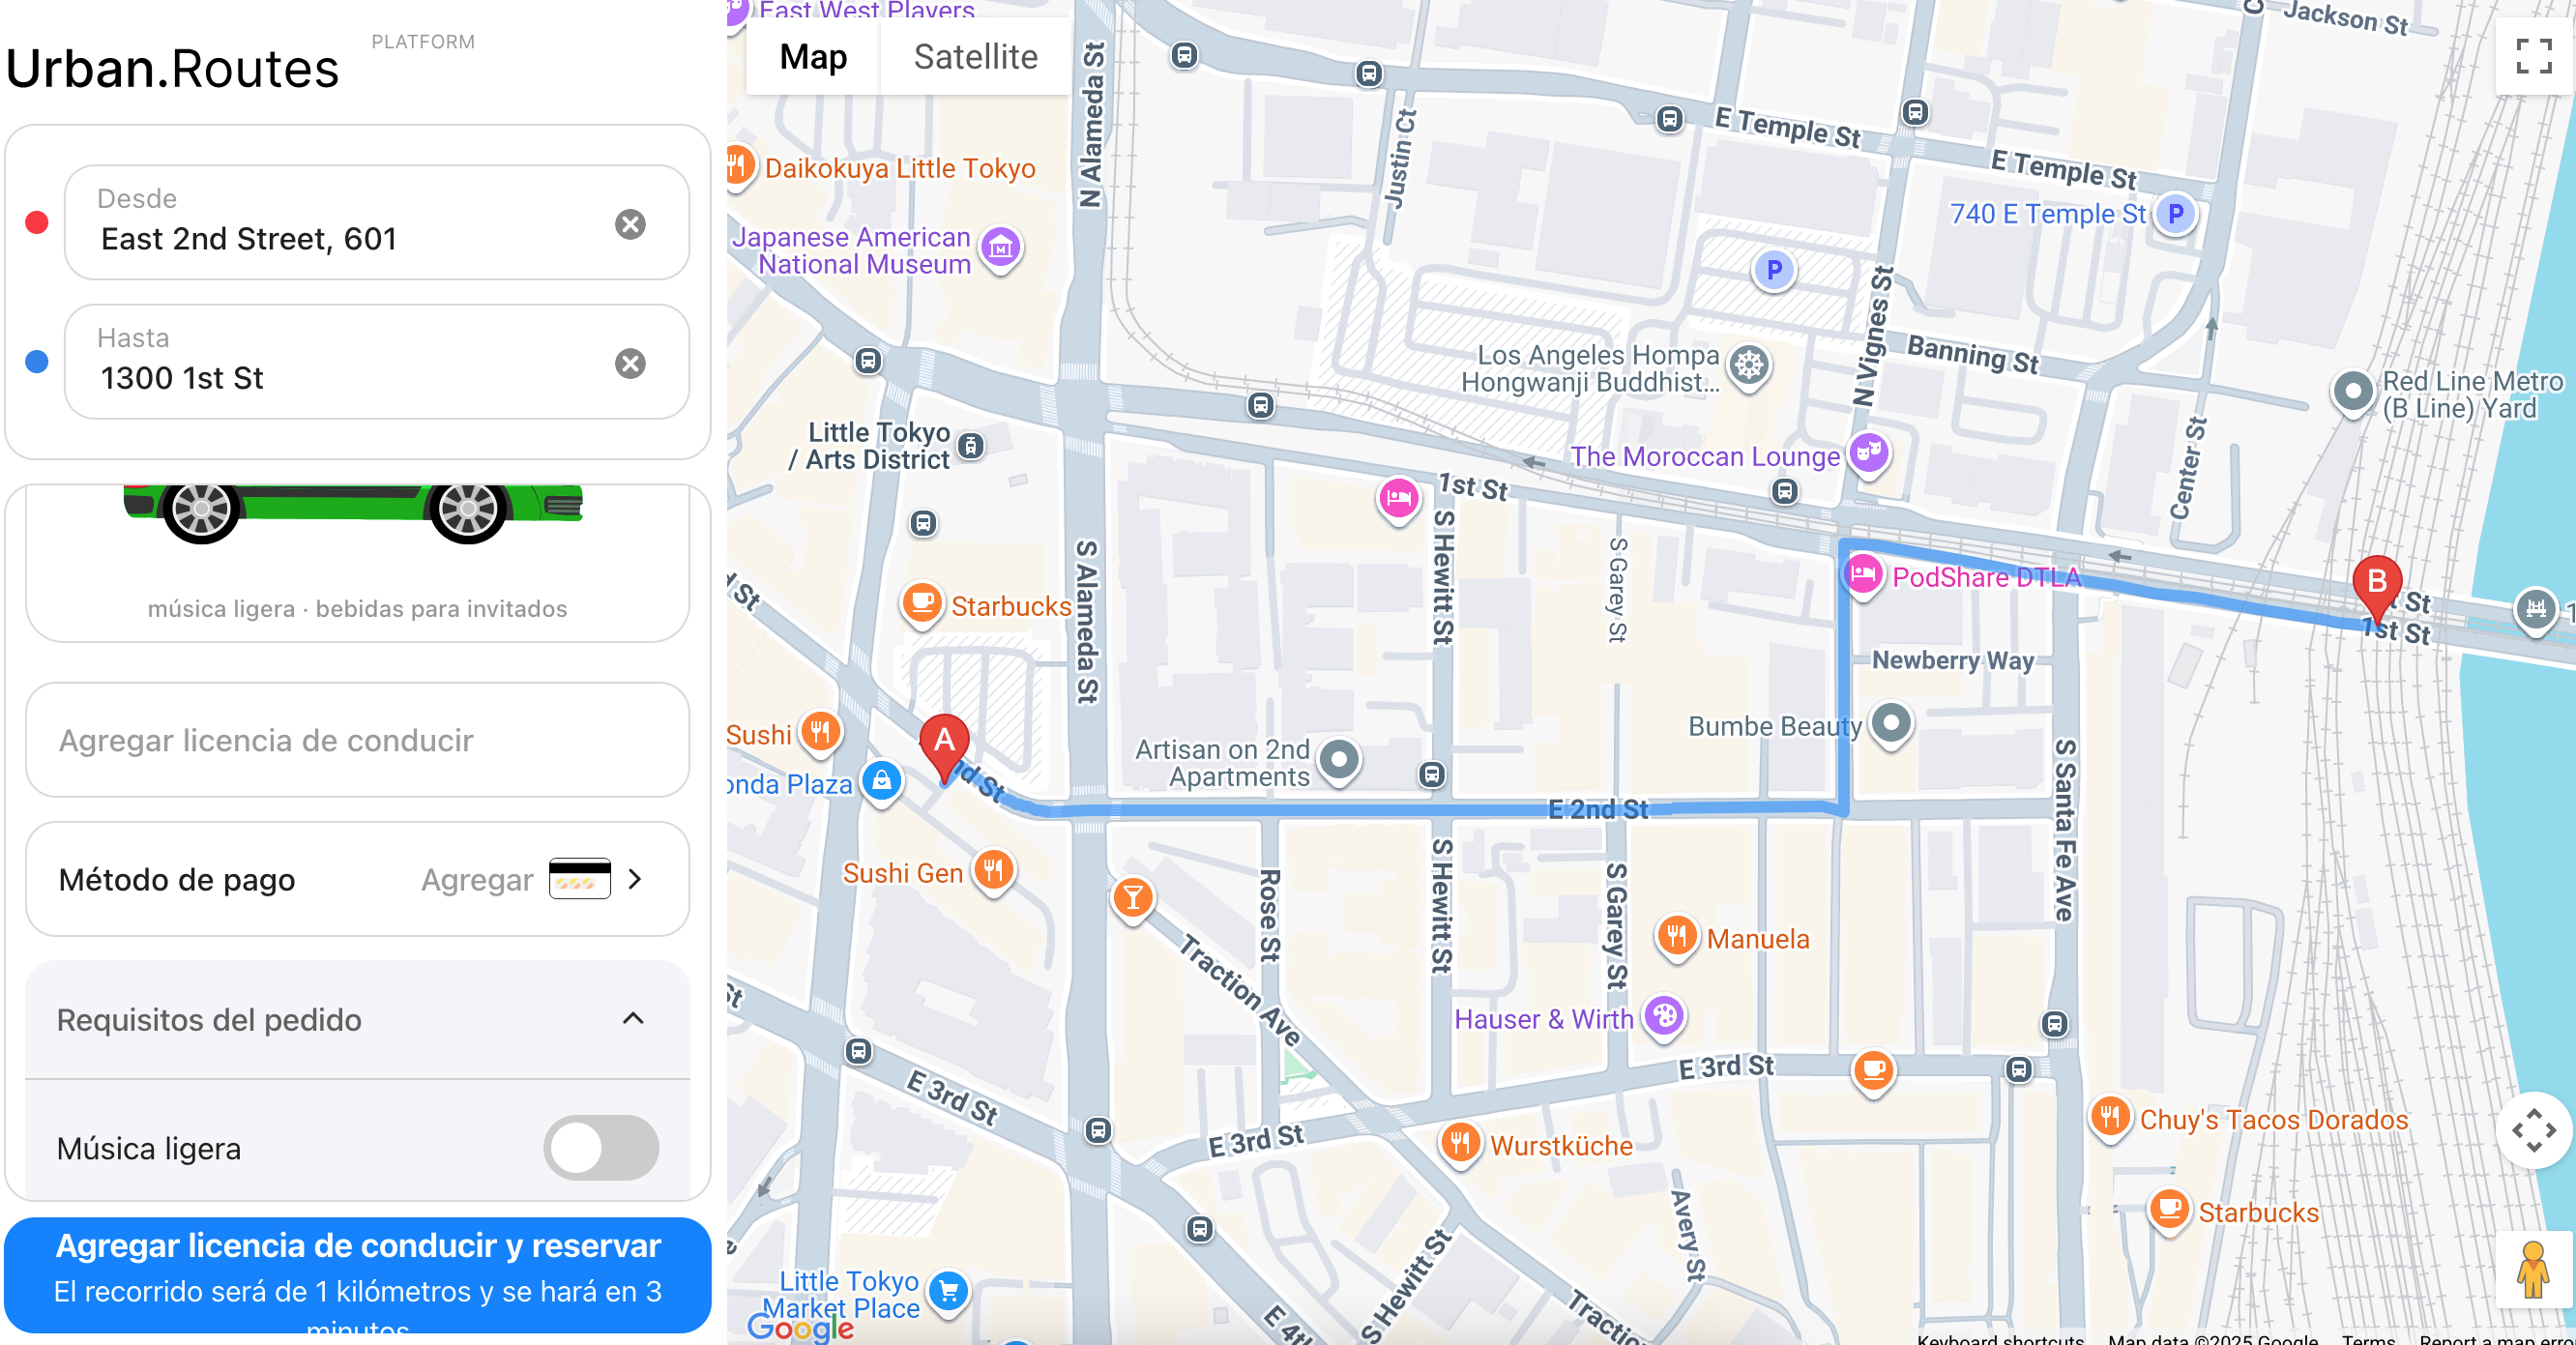 PLATFORM
Urban.Routes
Desde
East 2nd Street, 601
Hasta
1300 1st St
música ligera · bebidas para invitados
Agregar licencia de conducir
Método de pago
Agregar
Requisitos del pedido
Música ligera
Agregar licencia de conducir y reservar
El recorrido será de 1 kilómetros y se hará en 3
minutos
East West Players
Map
Satellite
Jackson St
N Alameda St
Justin Ct
E Temple St
E Temple St
Daikokuya Little Tokyo
740 E Temple St
P
P
Japanese American
National Museum
N Vignes St
Banning St
Los Angeles Hompa
Hongwanji Buddhist...
Red Line Metro
(B Line) Yard
Little Tokyo
/ Arts District
The Moroccan Lounge
Center St
1st St
S Hewitt St
S Garey St
S Alameda St
PodShare DTLA
B
St
1st St
St
Starbucks
Newberry Way
Sushi
A
Bumbe Beauty
Artisan on 2nd
Apartments
onda Plaza
nd St
E 2nd St
S Santa Fe Ave
Sushi Gen
Rose St
S Hewitt St
S Garey St
Manuela
Traction Ave
St
Hauser & Wirth
E 3rd St
E 3rd St
E 3rd St
Chuy's Tacos Dorados
Wurstküche
Avery St
Starbucks
S Hewitt St
Little Tokyo
Market Place
Google
E 4th
Traction
Keyboard shortcuts
Map data ©2025 Google
Terms
Report a map error